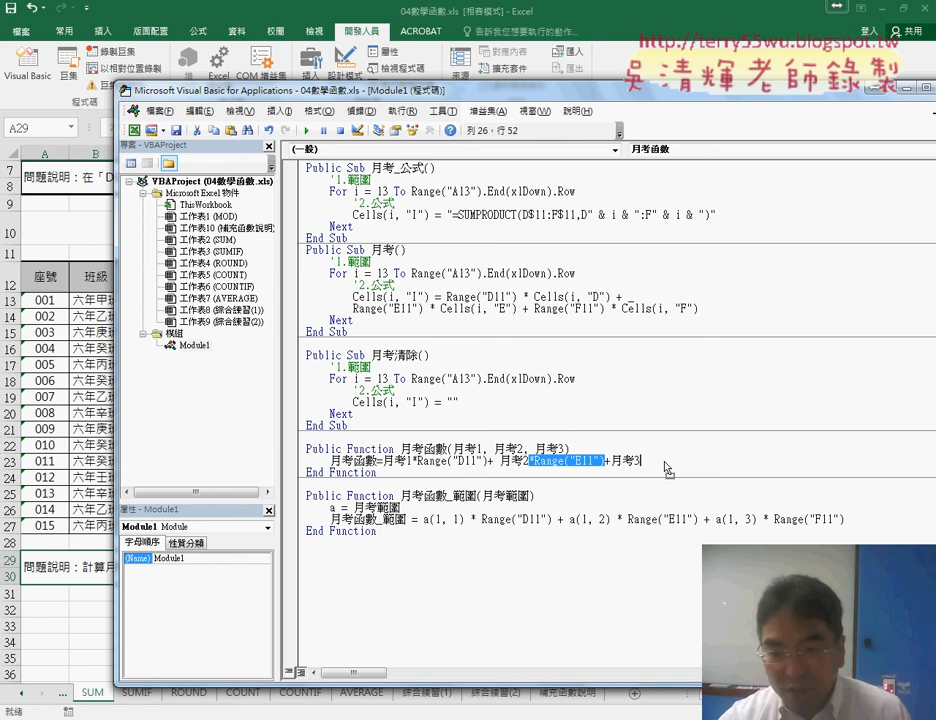 04數學函數.xls [相容模式] - Excel
檔案 常用 插入 版面配置 公式 資料 校閱 檢視 開發人員 ACROBAT 告訴我您想要執行的動作... 登入 共用
http://terry55wu.blogspot.tw
吳清輝老師錄製
Visual Basic 巨集 錄製巨集 以相對位置錄製 程式碼
Excel COM 增益集 插入 設計模式 屬性 檢視程式碼 來源 對應內容 擴充套件 匯入 匯出
Microsoft Visual Basic for Applications - 04數學函數.xls - [Module1 (程式碼)]
檔案(F) 編輯(E) 檢視(V) 插入(I) 格式(O) 偵錯(D) 執行(R) 工具(T) 增益集(A) 視窗(W) 說明(H)
列 26，行 52
A29
專案 - VBAProject
(一般) 月考函數
VBAProject (04數學函數.xls)
Microsoft Excel 物件
ThisWorkbook
工作表1 (MOD)
工作表10 (補充函數說明)
工作表2 (SUM)
工作表3 (SUMIF)
工作表4 (ROUND)
工作表5 (COUNT)
工作表6 (COUNTIF)
工作表7 (AVERAGE)
工作表8 (綜合練習(1))
工作表9 (綜合練習(2))
模組
Module1
屬性 - Module1
Module1 Module
字母順序 性質分類
(Name) Module1
Public Sub 月考_公式()
'1.範圍
For i = 13 To Range("A13").End(xlDown).Row
'2.公式
Cells(i, "I") = "=SUMPRODUCT(D$11:F$11,D" & i & ":F" & i & ")"
Next
End Sub
Public Sub 月考()
'1.範圍
For i = 13 To Range("A13").End(xlDown).Row
'2.公式
Cells(i, "I") = Range("D11") * Cells(i, "D") + _
Range("E11") * Cells(i, "E") + Range("F11") * Cells(i, "F")
Next
End Sub
Public Sub 月考清除()
'1.範圍
For i = 13 To Range("A13").End(xlDown).Row
'2.公式
Cells(i, "I") = ""
Next
End Sub
Public Function 月考函數(月考1, 月考2, 月考3)
月考函數=月考1*Range("D11")+ 月考2*Range("E11")+月考3
End Function
Public Function 月考函數_範圍(月考範圍)
a = 月考範圍
月考函數_範圍 = a(1, 1) * Range("D11") + a(1, 2) * Range("E11") + a(1, 3) * Range("F11")
End Function
A B
7
8 問題說明：在「D
9
10
11
12 座號 班級
13 001 六年甲班
14 002 六年乙班
15 003 六年庚班
16 004 六年癸班
17 005 六年丙班
18 006 六年癸班
19 007 六年乙班
20 008 六年辛班
21 009 六年庚班
22 010 六年癸班
23 011 六年癸班
24 012 六年辛班
25 013 六年癸班
26 014 六年乙班
27 015 六年丙班
28
29 問題說明：計算月
30
31
32
33
34
35
36
... SUM SUMIF ROUND COUNT COUNTIF AVERAGE 綜合練習(1) 綜合練習(2) 補充函數說明
就緒